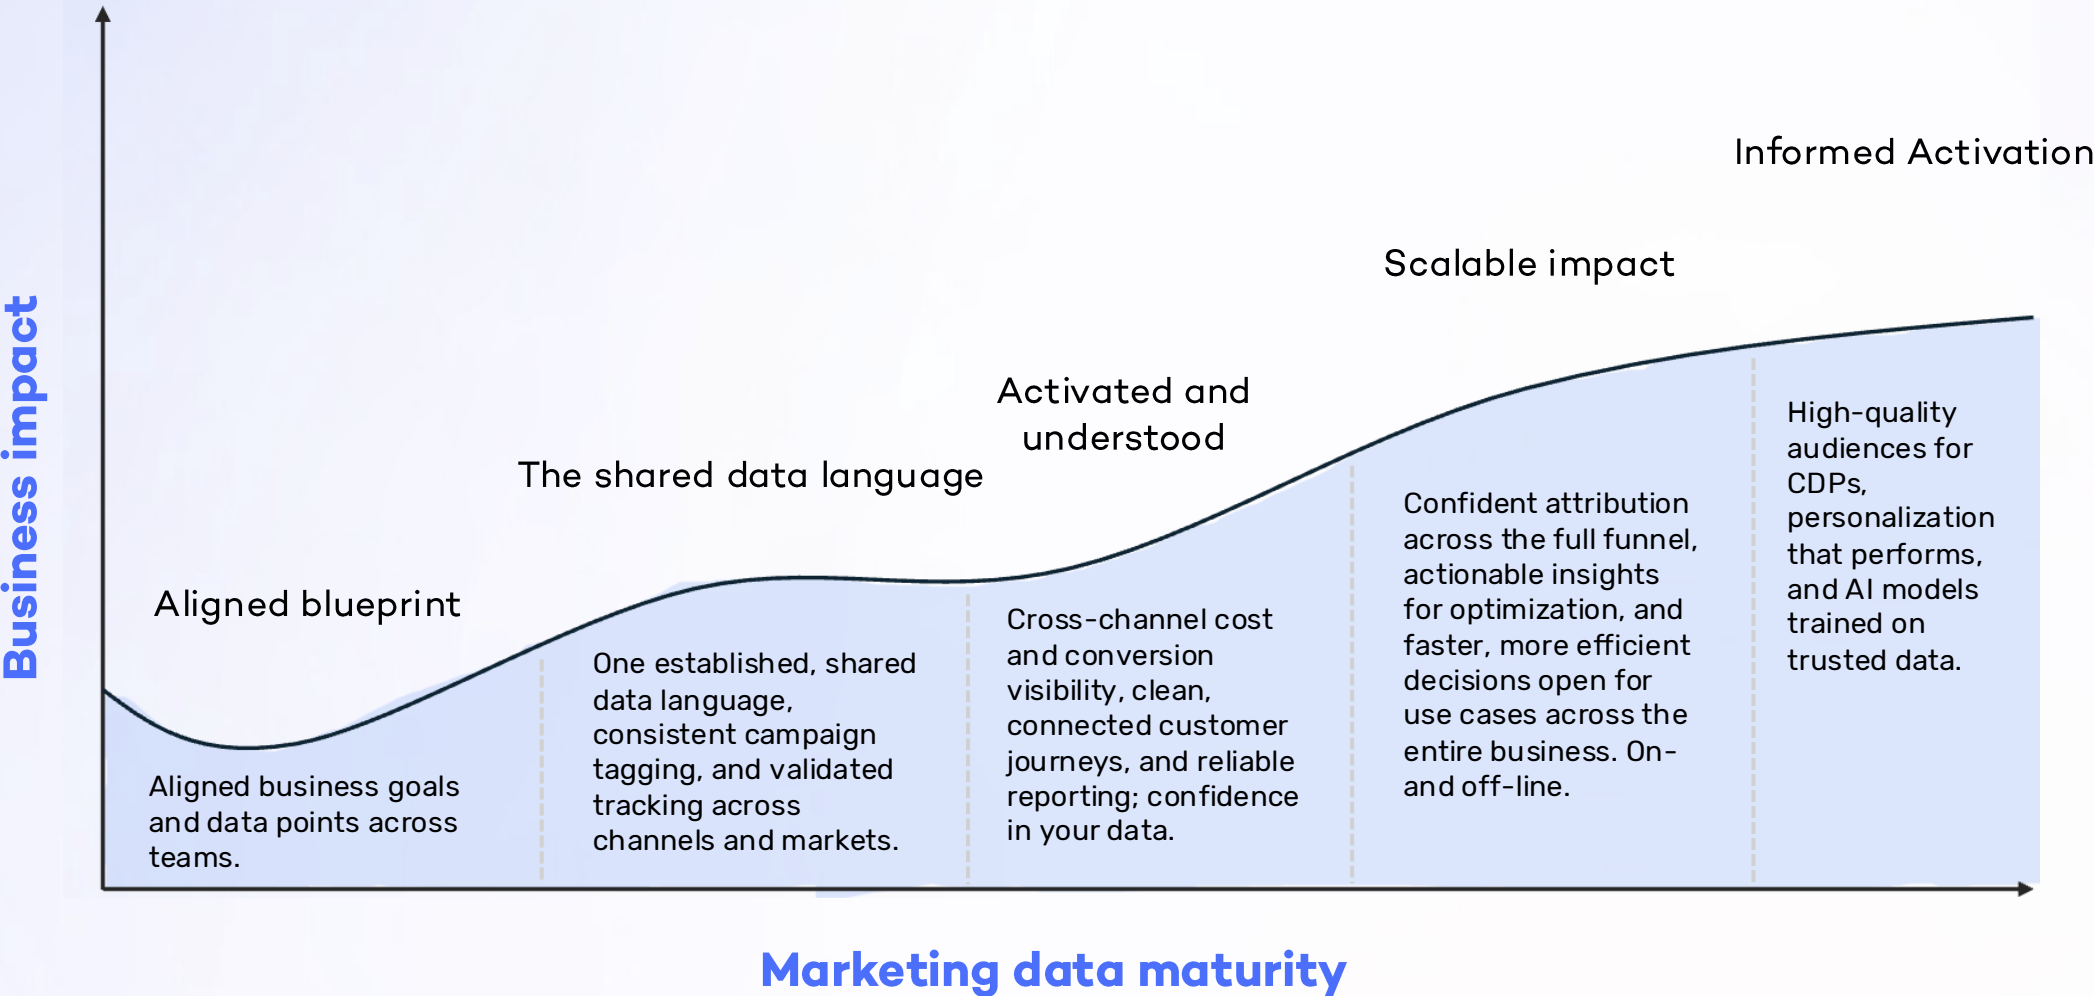 Business impact
Informed Activation
Scalable impact
Activated and
understood
The shared data language
Aligned blueprint
Aligned business goals
and data points across
teams.
One established, shared
data language,
consistent campaign
tagging, and validated
tracking across
channels and markets.
Cross-channel cost
and conversion
visibility, clean,
connected customer
journeys, and reliable
reporting; confidence
in your data.
Confident attribution
across the full funnel,
actionable insights
for optimization, and
faster, more efficient
decisions open for
use cases across the
entire business. On-
and off-line.
High-quality
audiences for
CDPs,
personalization
that performs,
and AI models
trained on
trusted data.
Marketing data maturity